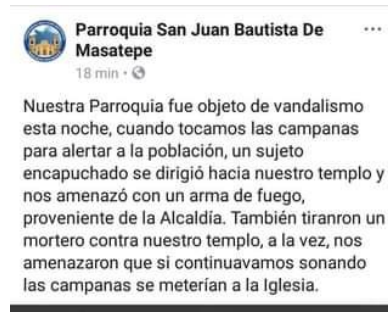 Parroquia San Juan Bautista De
Masatepe
18 min
Nuestra Parroquia fue objeto de vandalismo
esta noche, cuando tocamos las campanas
para alertar a la población, un sujeto
encapuchado se dirigió hacia nuestro templo y
nos amenazó con un arma de fuego,
proveniente de la Alcaldía. También tiranron un
mortero contra nuestro templo, a la vez, nos
amenazaron que si continuavamos sonando
las campanas se meterían a la Iglesia.